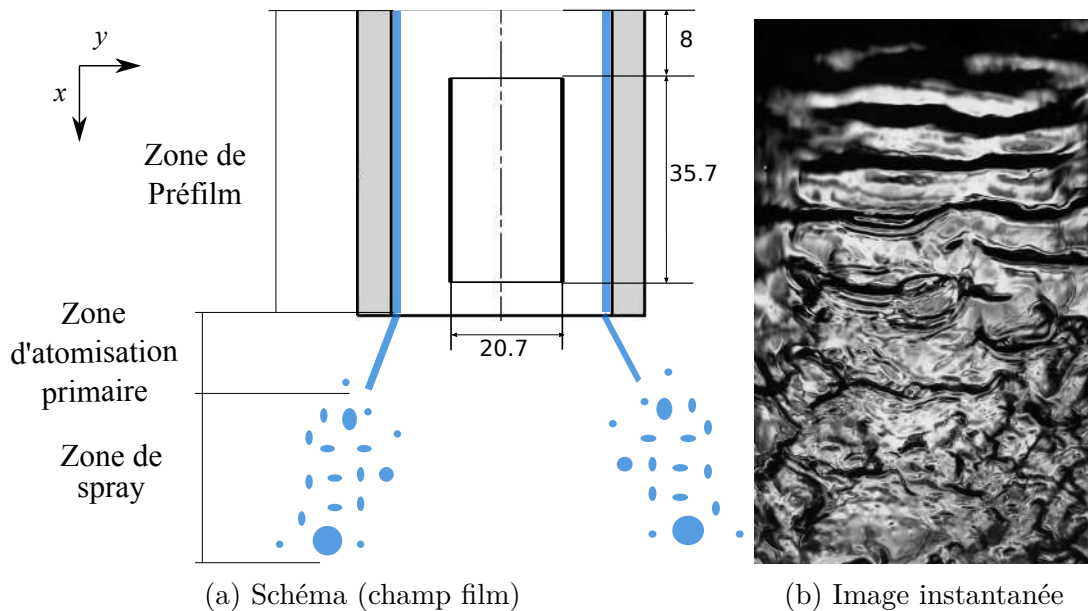 y
x
8
Zone de
Préfilm
35.7
Zone
d'atomisation
primaire
20.7
Zone de
spray
(a) Schéma (champ film)
(b) Image instantanée